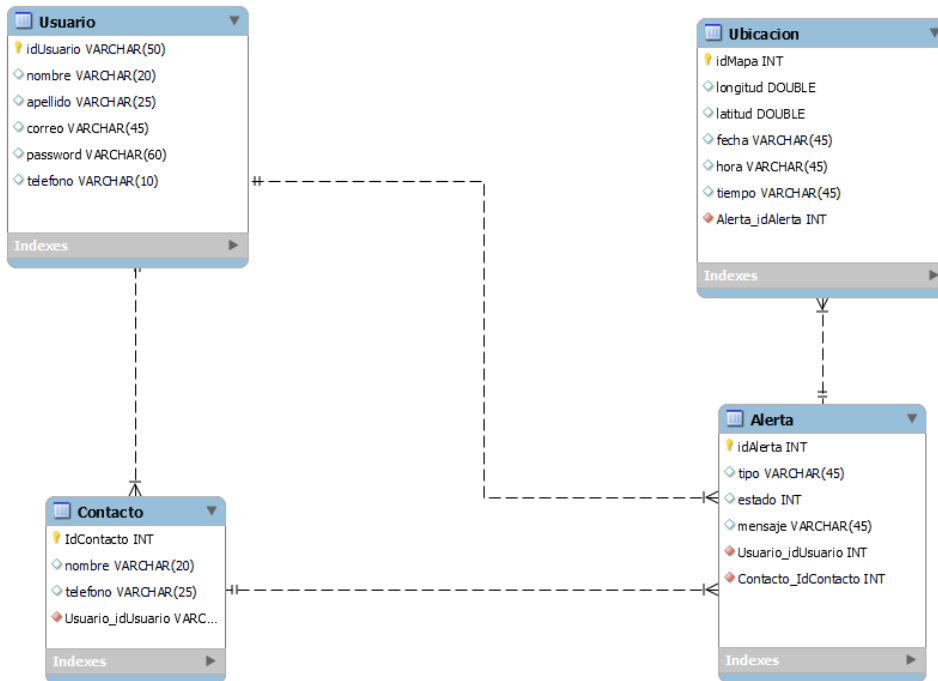 Usuario
idUsuario VARCHAR(50)
nombre VARCHAR(20)
apellido VARCHAR(25)
correo VARCHAR(45)
password VARCHAR(60)
telefono VARCHAR(10)
Indexes
Ubicacion
idMapa INT
longitud DOUBLE
latitud DOUBLE
fecha VARCHAR(45)
hora VARCHAR(45)
tiempo VARCHAR(45)
Alerta_idAlerta INT
Indexes
Contacto
IdContacto INT
nombre VARCHAR(20)
telefono VARCHAR(25)
Usuario_idUsuario VARC...
Indexes
Alerta
idAlerta INT
tipo VARCHAR(45)
estado INT
mensaje VARCHAR(45)
Usuario_idUsuario INT
Contacto_IdContacto INT
Indexes